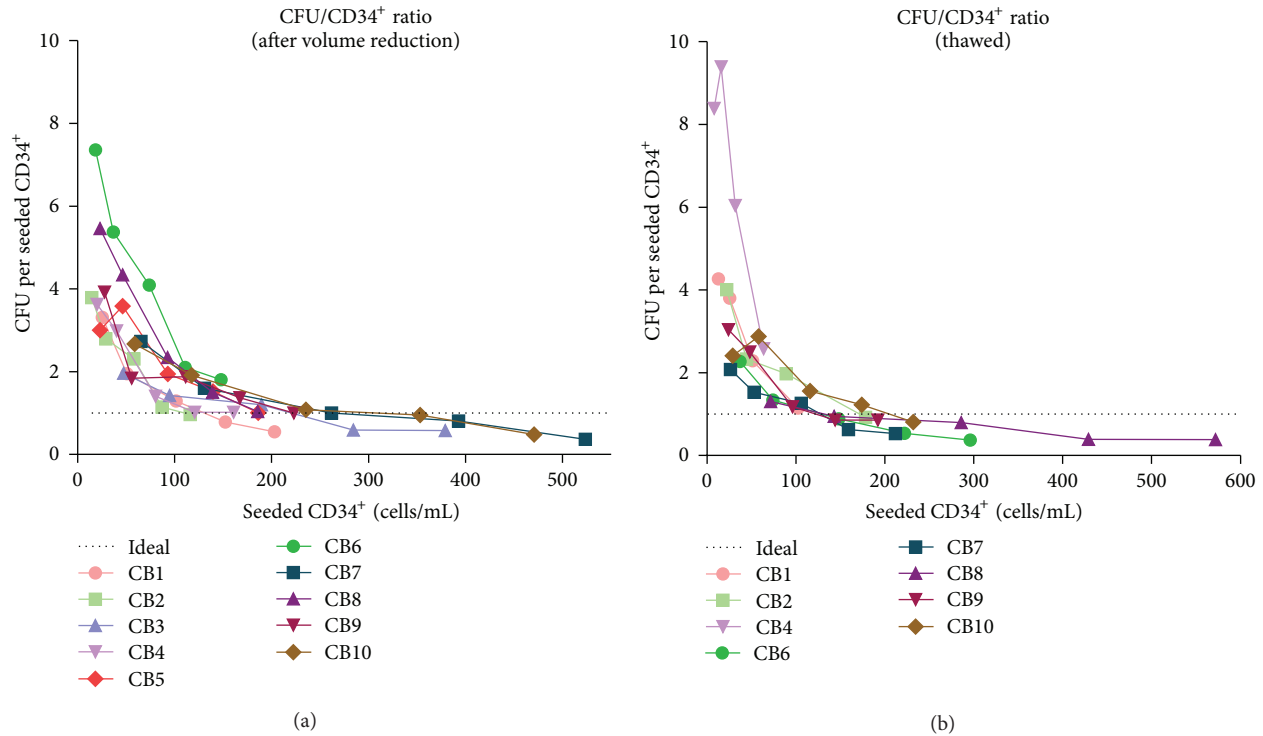 CFU/CD34⁺ ratio
(after volume reduction)
10
8
6
4
2
0
CFU per seeded CD34⁺
0 100 200 300 400 500
Seeded CD34⁺ (cells/mL)
Ideal
CB1
CB2
CB3
CB4
CB5
CB6
CB7
CB8
CB9
CB10
(a)
CFU/CD34⁺ ratio
(thawed)
10
8
6
4
2
0
CFU per seeded CD34⁺
0 100 200 300 400 500 600
Seeded CD34⁺ (cells/mL)
Ideal
CB1
CB2
CB4
CB6
CB7
CB8
CB9
CB10
(b)